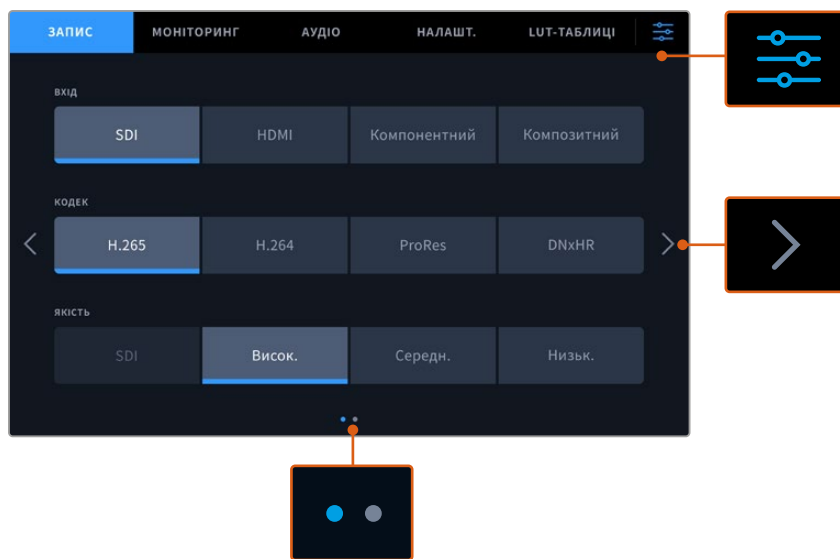 ЗАПИС МОНІТОРИНГ АУДІО НАЛАШТ. LUT-ТАБЛИЦІ
ВХІД
SDI HDMI Компонентний Композитний
КОДЕК
H.265 H.264 ProRes DNxHR
ЯКІСТЬ
SDI Висок. Середн. Низьк.